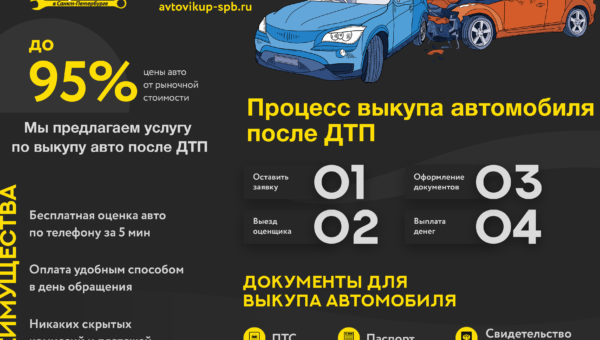 в Санкт-Петербурге
avtovikup-spb.ru
ДО
95%
цены авто
от рыночной
стоимости
Мы предлагаем услугу
по выкупу авто после ДТП
Бесплатная оценка авто
по телефону за 5 мин
Оплата удобным способом
в день обращения
Никаких скрытых
Процесс выкупа автомобиля
после ДТП
Оставить
заявку
01
Выезд
оценщика
02
Оформление
документов
03
Выплата
денег
04
ДОКУМЕНТЫ ДЛЯ
ВЫКУПА АВТОМОБИЛЯ
ПТС
Паспорт
Свидетельство